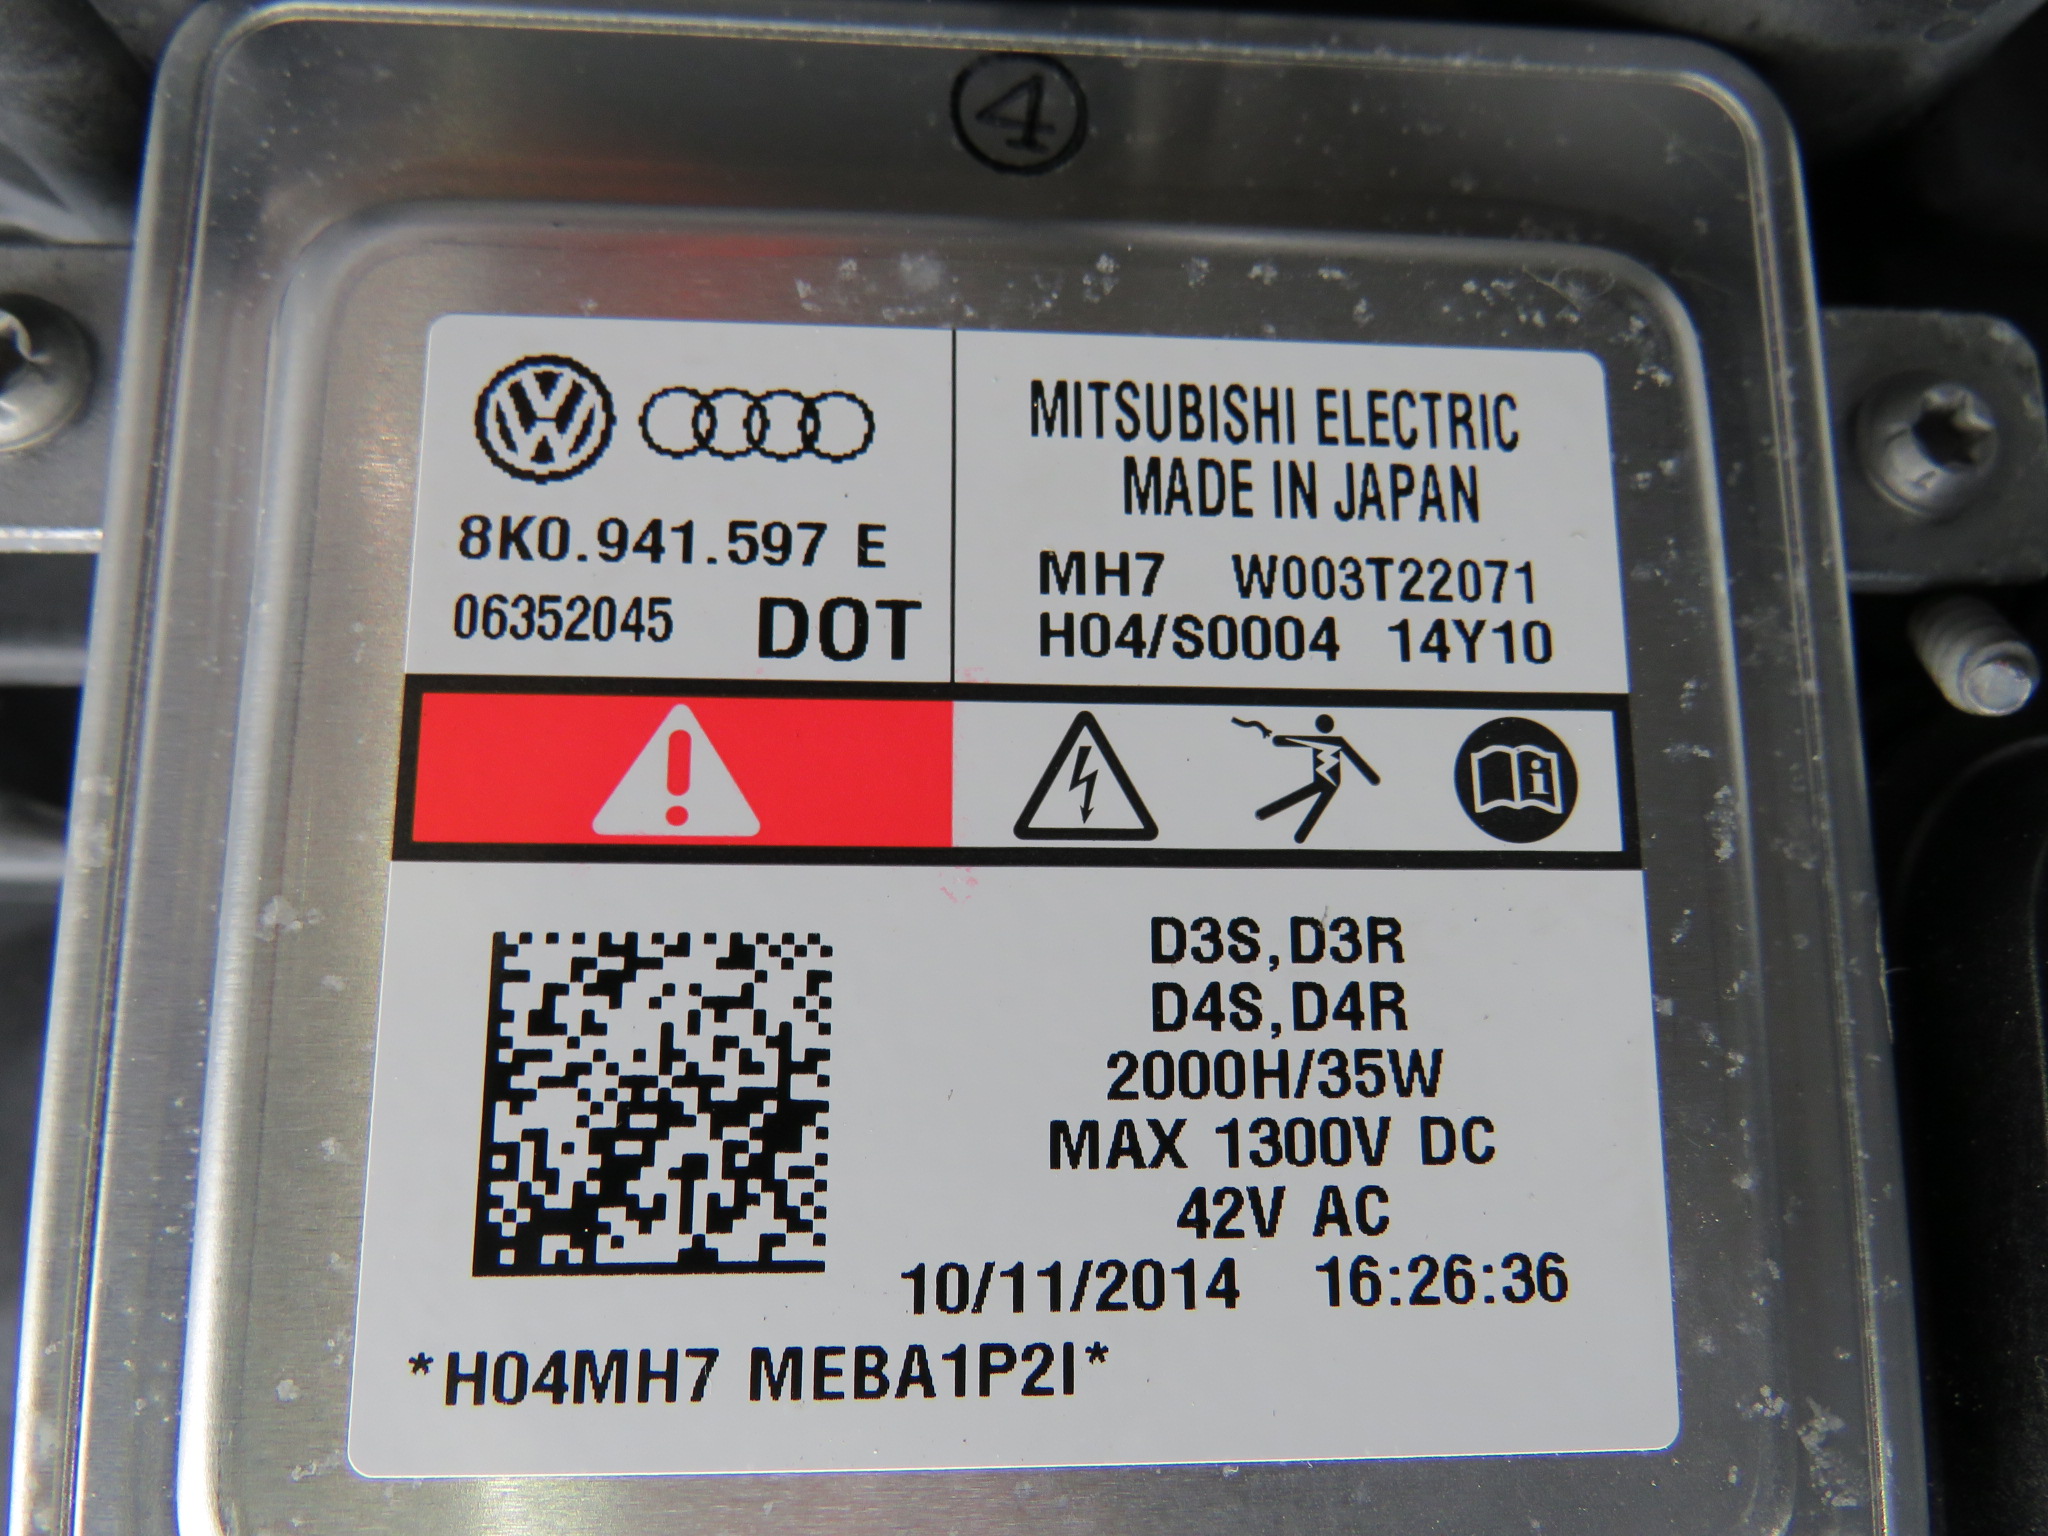 4
8K0.941.597 E
06352045 DOT
MITSUBISHI ELECTRIC
MADE IN JAPAN
MH7 W003T22071
H04/S0004 14Y10
D3S,D3R
D4S,D4R
2000H/35W
MAX 1300V DC
42V AC
10/11/2014 16:26:36
*H04MH7 MEBA1P2I*